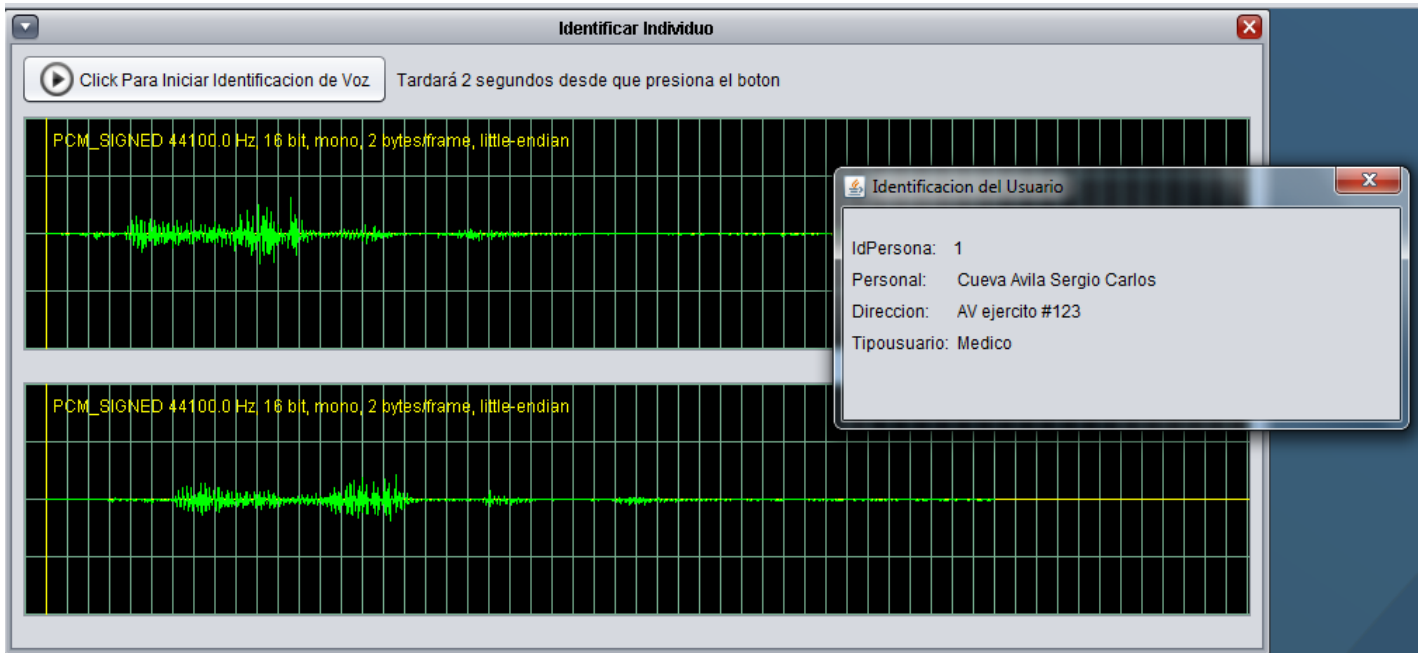 Identificar Individuo
Click Para Iniciar Identificacion de Voz
Tardará 2 segundos desde que presiona el boton
PCM_SIGNED 44100.0 Hz, 16 bit, mono, 2 bytes/frame, little-endian
Identificacion del Usuario
IdPersona: 1
Personal: Cueva Avila Sergio Carlos
Direccion: AV ejercito #123
Tipousuario: Medico
PCM_SIGNED 44100.0 Hz, 16 bit, mono, 2 bytes/frame, little-endian